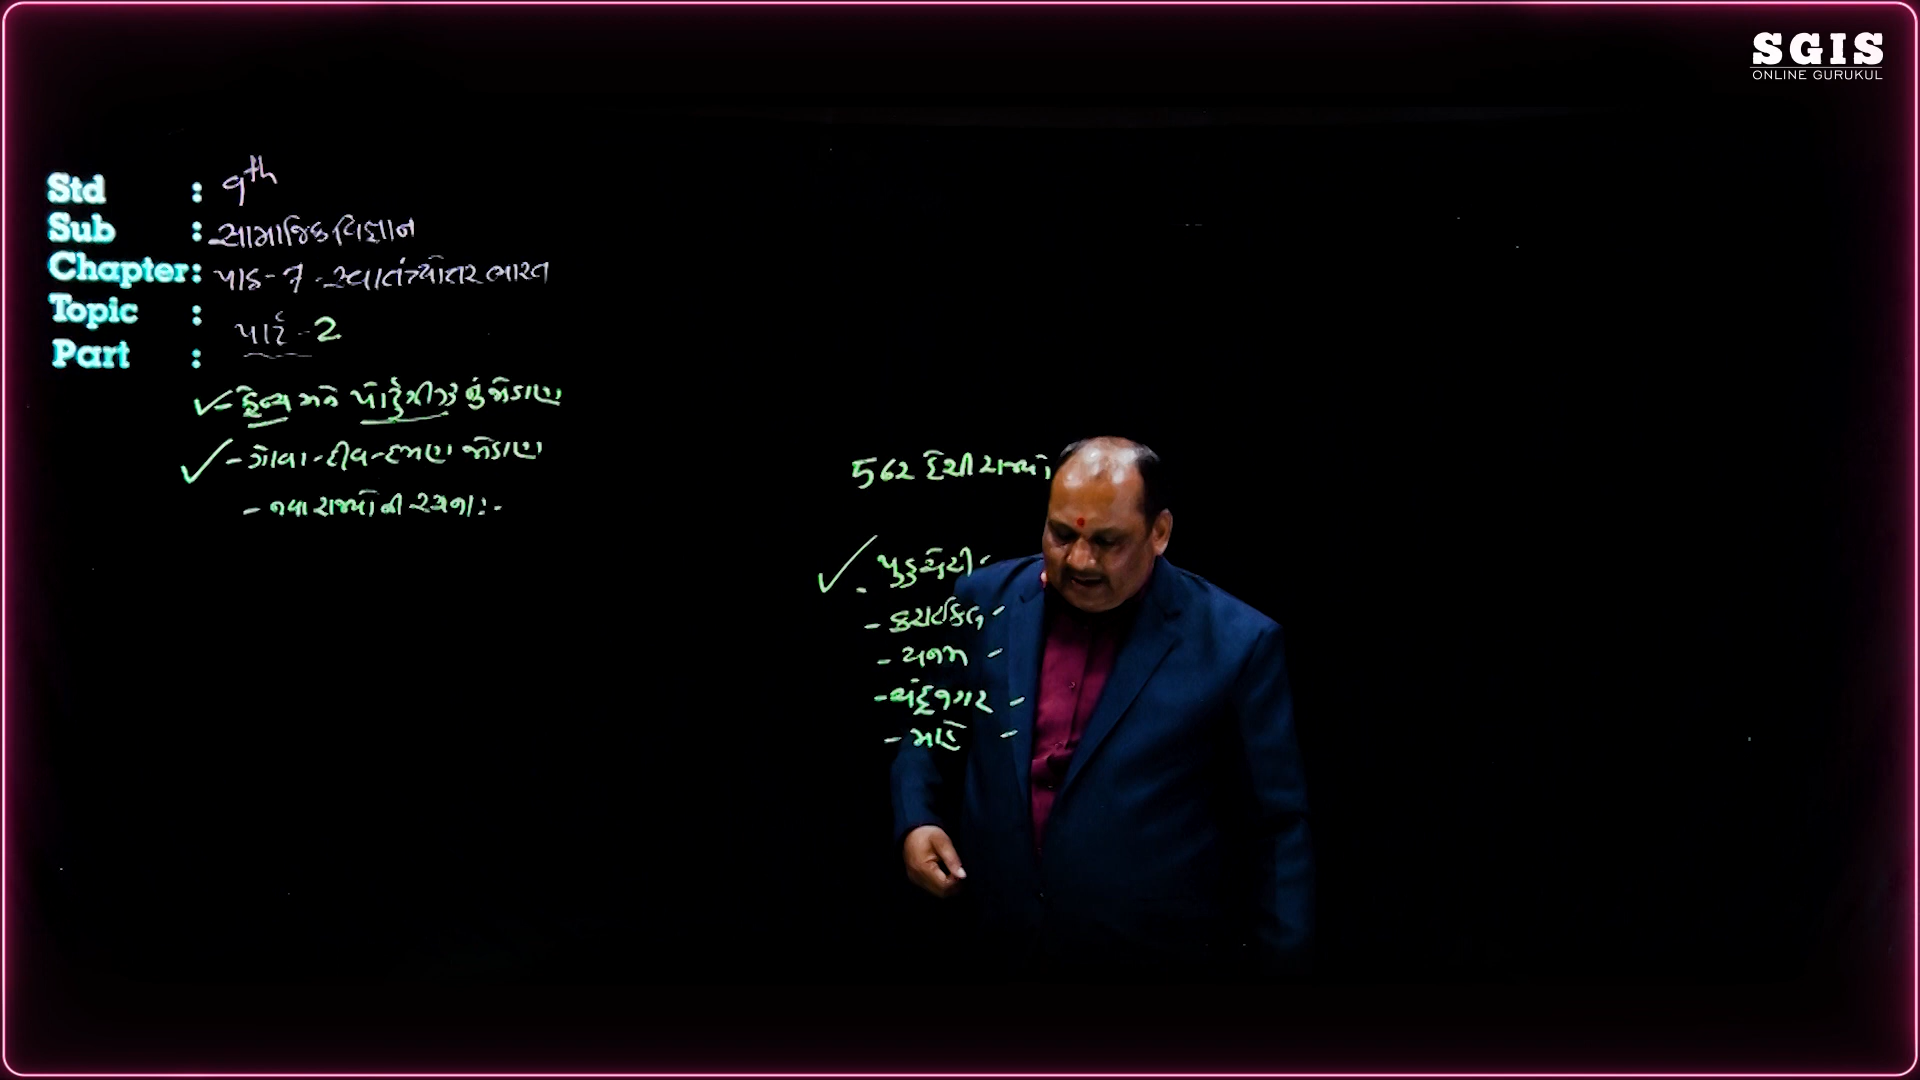 SGIS
ONLINE GURUKUL
Std : 9th
Sub : સામાજિક વિજ્ઞાન
Chapter : પાઠ - 7 - સ્વાતંત્ર્યોતર ભારત
Topic :
પાર્ટ - 2
Part :
- ફ્રેન્ચ અને પોર્ટુગીઝ નું જોડાણ
- ગોવા - દીવ - દમણ જોડાણ
- નવા રાજ્યોની રચના : -
562 દેશી રાજ્યો
- પુડુચેરી -
- કરાઈકલ -
- યનમ -
- ચંદ્રનગર -
- માહે -